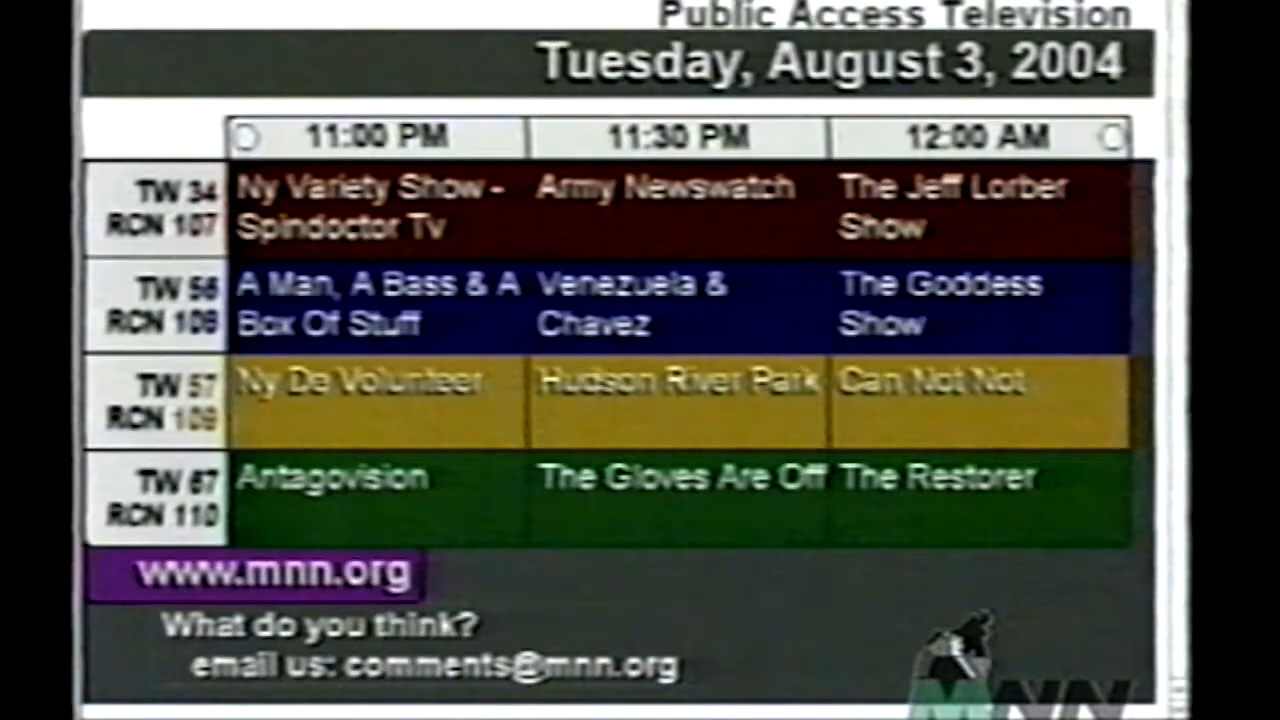 Public Access Television
Tuesday, August 3, 2004
11:00 PM 11:30 PM 12:00 AM
TW 34 Ny Variety Show - Army Newswatch The Jeff Lorber
RCN 107 Spindoctor Tv Show
TW 56 A Man, A Bass & A Venezuela & The Goddess
RCN 108 Box Of Stuff Chavez Show
TW 57 Ny De Volunteer Hudson River Park Can Not Not
RCN 109
TW 67 Antagovision The Gloves Are Off The Restorer
RCN 110
www.mnn.org
What do you think?
email us: comments@mnn.org
MNN